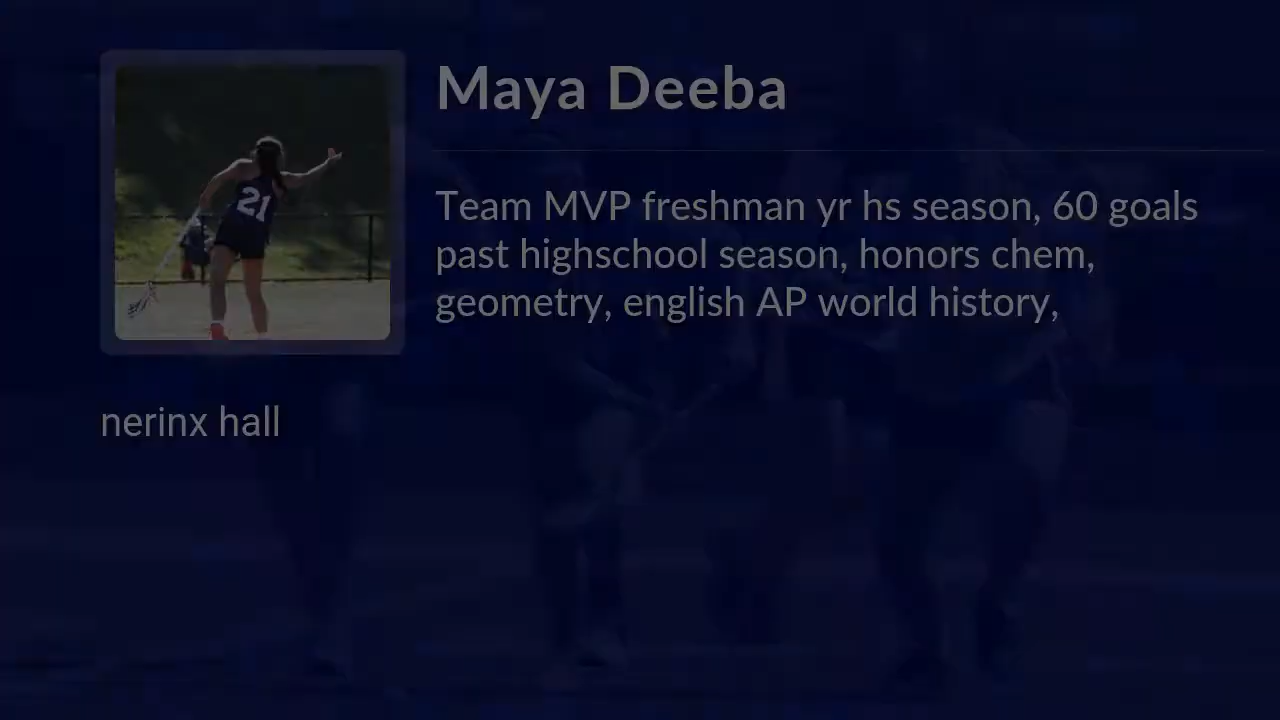 Maya Deeba
21
Team MVP freshman yr hs season, 60 goals
past highschool season, honors chem,
geometry, english AP world history,
nerinx hall